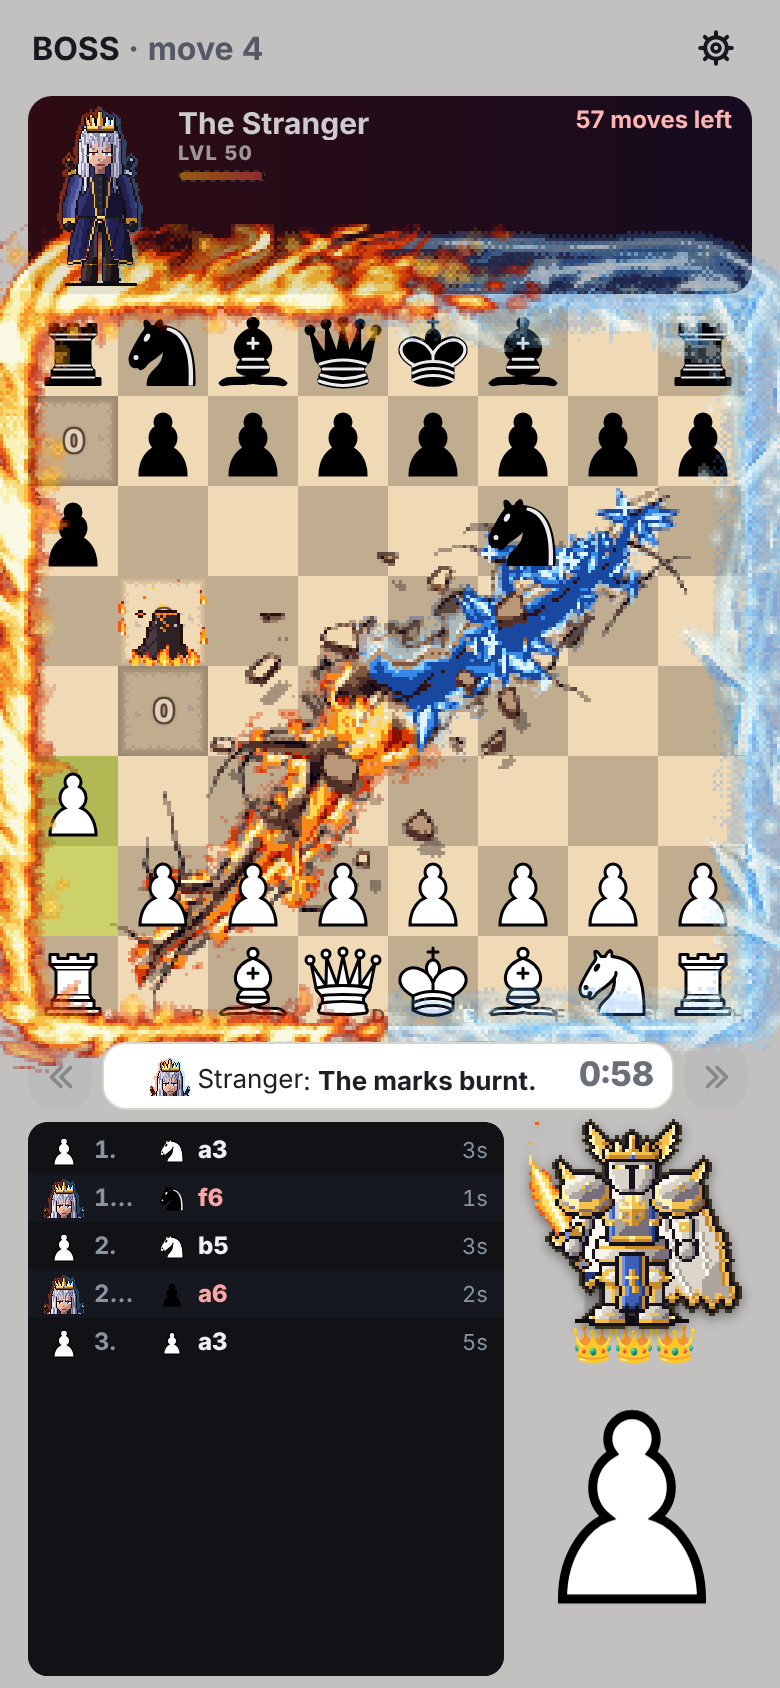 BOSS · move 4
The Stranger
57 moves left
LVL 50
0
0
Stranger: The marks burnt.
0:58
1. a3 3s
1... f6 1s
2. b5 3s
2... a6 2s
3. a3 5s